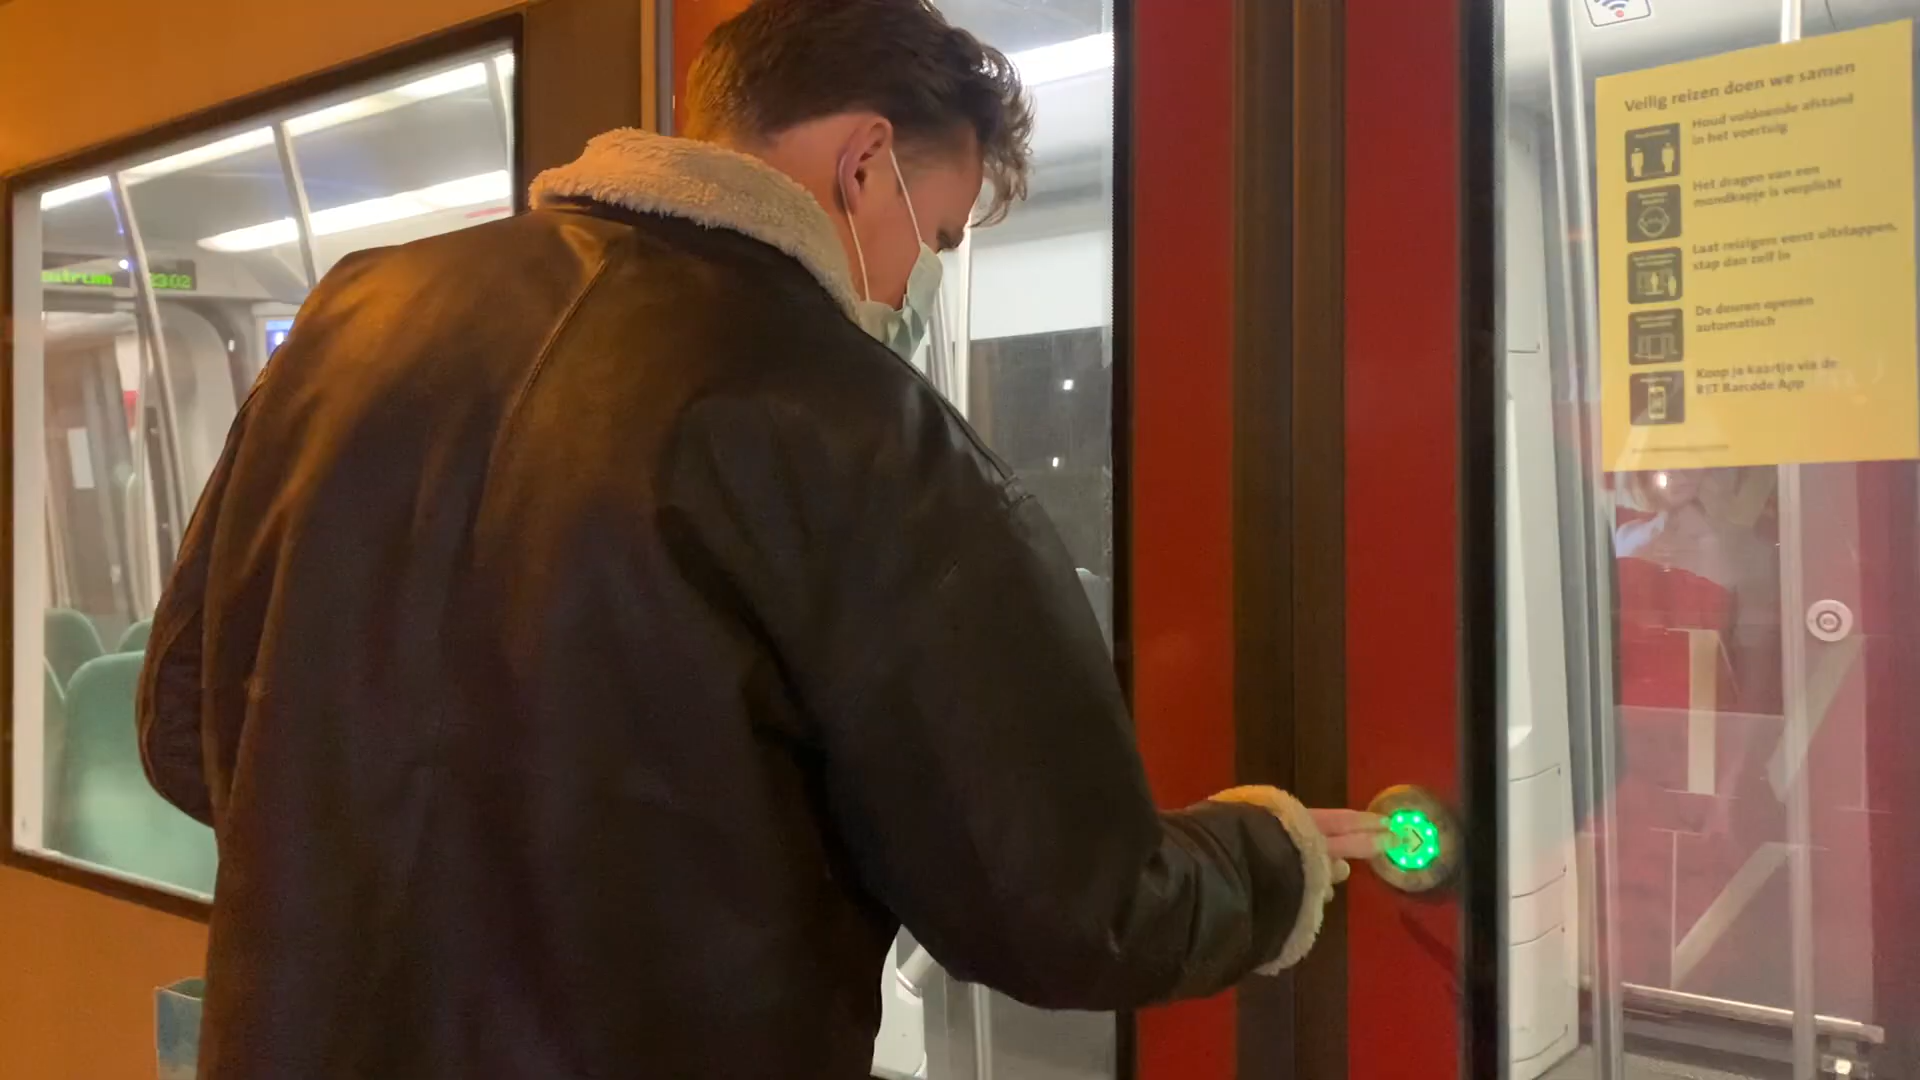 Veilig reizen doen we samen
Houd voldoende afstand
in het voertuig
Het dragen van een
mondkapje is verplicht
Laat reizigers eerst uitstappen,
stap dan zelf in
De deuren openen
automatisch
Koop je kaartje via de
RET Barcode App
23:02